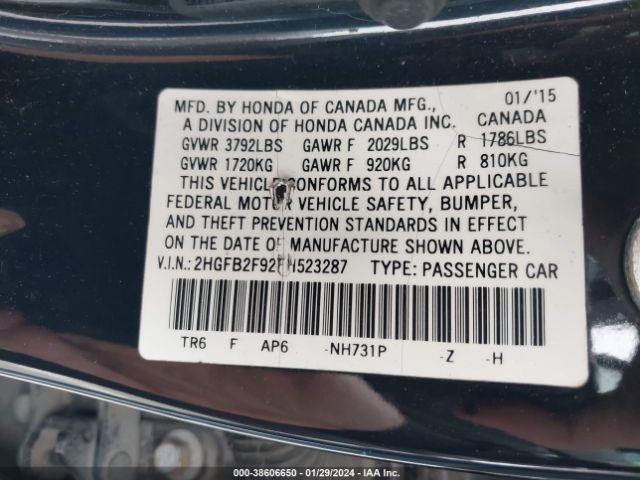 MFD. BY HONDA OF CANADA MFG., 01/'15
A DIVISION OF HONDA CANADA INC. CANADA
GVWR 3792LBS GAWR F 2029LBS R 1786LBS
GVWR 1720KG GAWR F 920KG R 810KG
THIS VEHICLE CONFORMS TO ALL APPLICABLE
FEDERAL MOTOR VEHICLE SAFETY, BUMPER,
AND THEFT PREVENTION STANDARDS IN EFFECT
ON THE DATE OF MANUFACTURE SHOWN ABOVE.
V.I.N.: TYPE: PASSENGER CAR
TR6 F AP6 -NH731P -Z -H
000-38606650 - 01/29/2024 - IAA Inc.